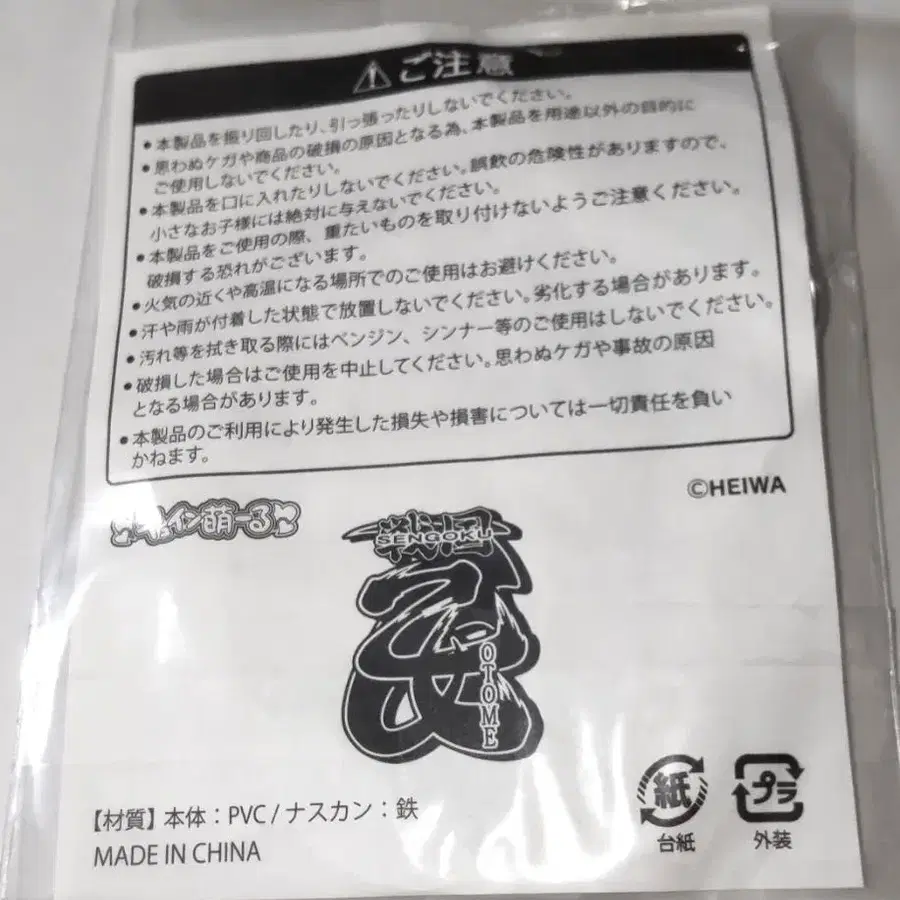 ⚠ご注意
• 本製品を振り回したり、引っ張ったりしないでください。
• 思わぬケガや商品の破損の原因となる為、本製品を用途以外の目的に
ご使用しないでください。
• 本製品を口に入れたりしないでください。誤飲の危険性がありますので、
小さなお子様には絶対に与えないでください。
• 本製品をご使用の際、重たいものを取り付けないようご注意ください。
破損する恐れがございます。
• 火気の近くや高温になる場所でのご使用はお避けください。
• 汗や雨が付着した状態で放置しないでください。劣化する場合があります。
• 汚れ等を拭き取る際にはベンジン、シンナー等のご使用はしないでください。
• 破損した場合はご使用を中止してください。思わぬケガや事故の原因
となる場合があります。
• 本製品のご利用により発生した損失や損害については一切責任を負い
かねます。
©HEIWA
イン萌ーる
戦国
SENGOKU
乙女
OTOME
紙
台紙
プラ
外装
【材質】本体：PVC / ナスカン：鉄
MADE IN CHINA